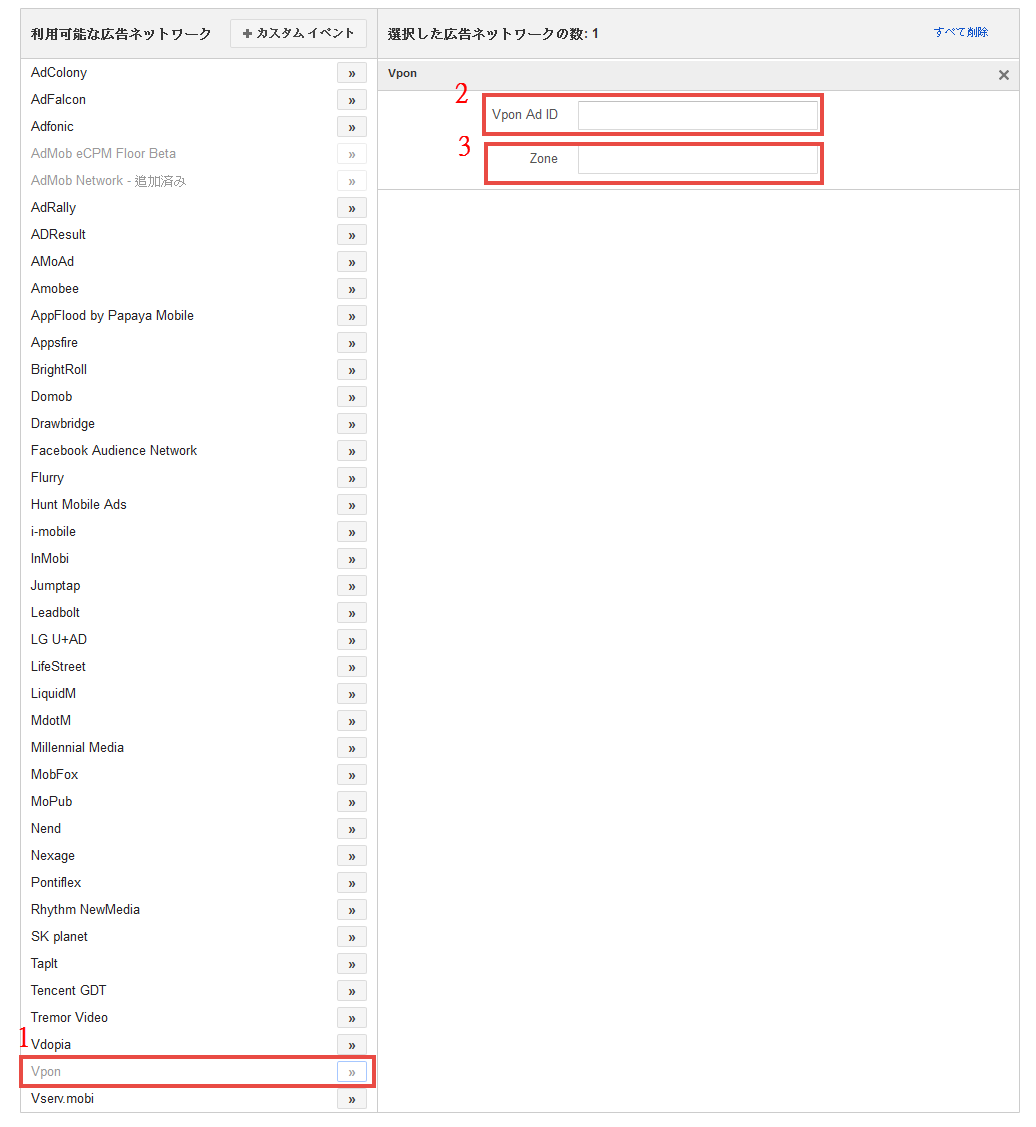 利用可能な広告ネットワーク
+ カスタム イベント
選択した広告ネットワークの数: 1
すべて削除
AdColony »
AdFalcon »
Adfonic »
AdMob eCPM Floor Beta »
AdMob Network - 追加済み »
AdRally »
ADResult »
AMoAd »
Amobee »
AppFlood by Papaya Mobile »
Appsfire »
BrightRoll »
Domob »
Drawbridge »
Facebook Audience Network »
Flurry »
Hunt Mobile Ads »
i-mobile »
InMobi »
Jumptap »
Leadbolt »
LG U+AD »
LifeStreet »
LiquidM »
MdotM »
Millennial Media »
MobFox »
MoPub »
Nend »
Nexage »
Pontiflex »
Rhythm NewMedia »
SK planet »
TapIt »
Tencent GDT »
Tremor Video »
1
Vdopia »
Vpon »
Vserv.mobi »
Vpon ×
2
Vpon Ad ID
3
Zone